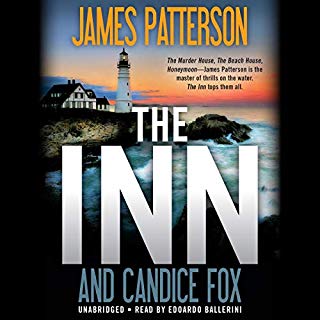 JAMES PATTERSON
The Murder House, The Beach House,
Honeymoon—James Patterson is the
master of thrills on the water.
The Inn tops them all.
THE
INN
AND CANDICE FOX
UNABRIDGED • READ BY EDOARDO BALLERINI